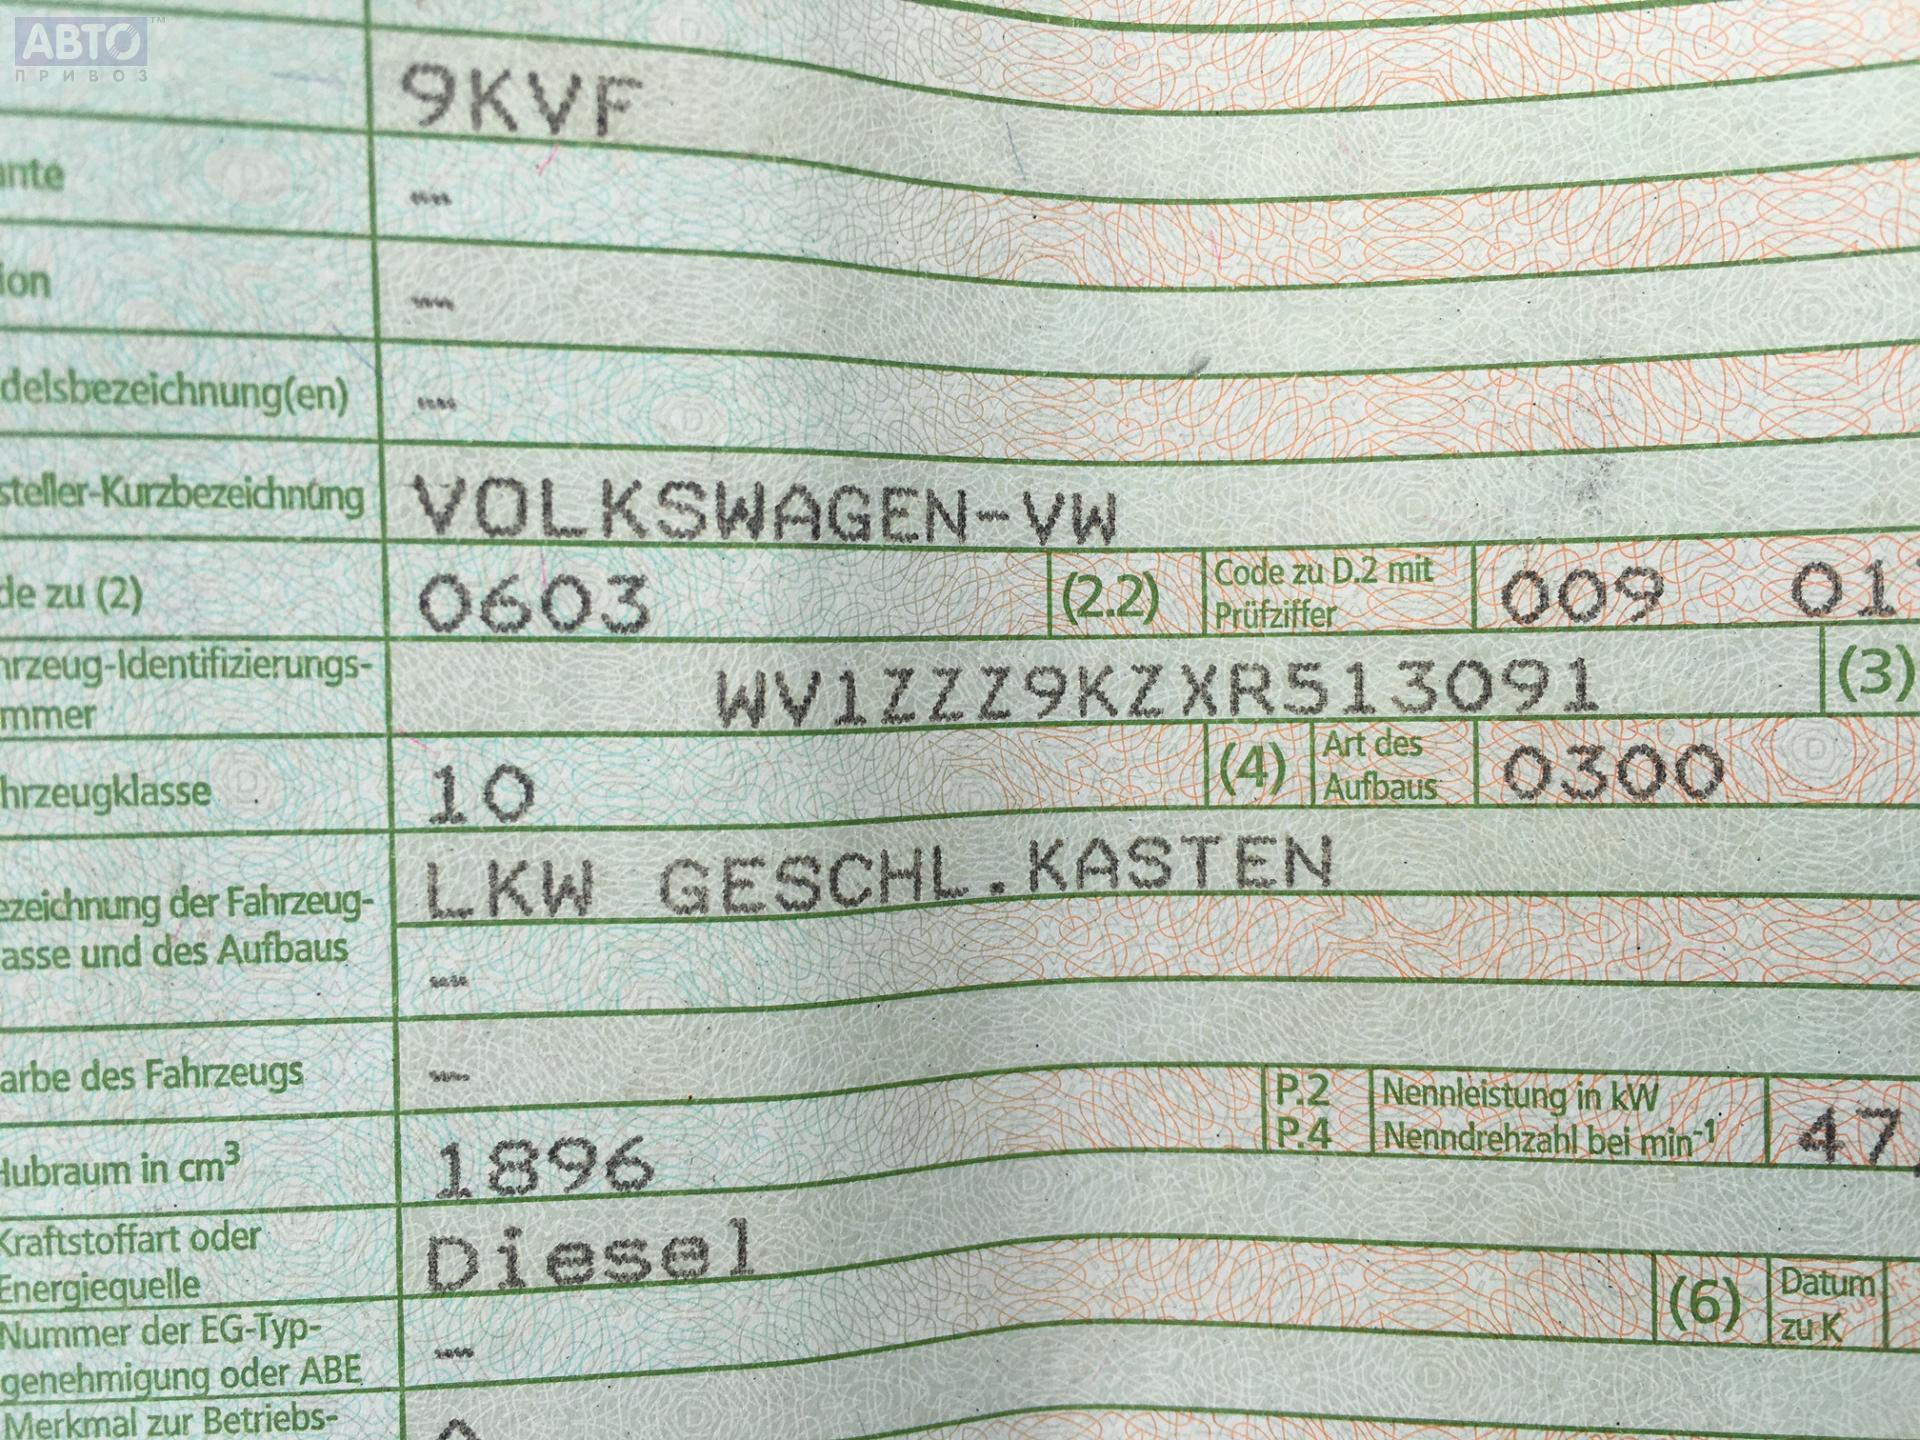 АВТО™
ПРИВОЗ
9KVF
ante
--
ion
--
delsbezeichnung(en)
--
steller-Kurzbezeichnung VOLKSWAGEN-VW
de zu (2) 0603 (2.2) Code zu D.2 mit
Prüfziffer 009 01
hrzeug-Identifizierungs-
mmer WV1ZZZ9KZXR513091 (3)
hrzeugklasse 10 (4) Art des
Aufbaus 0300
ezeichnung der Fahrzeug-
asse und des Aufbaus LKW GESCHL.KASTEN
--
arbe des Fahrzeugs -
Hubraum in cm³ 1896 P.2 Nennleistung in kW
P.4 Nenndrehzahl bei min⁻¹ 47
Kraftstoffart oder
Energiequelle Diesel
Nummer der EG-Typ-
genehmigung oder ABE - (6) Datum
zu K
Merkmal zur Betriebs-